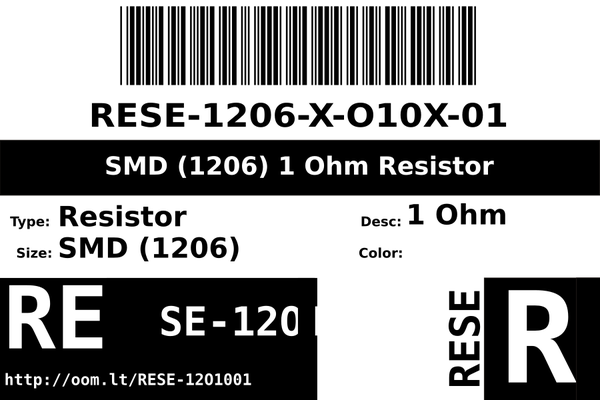 RESE-1206-X-O10X-01
SMD (1206) 1 Ohm Resistor
Type: Resistor
Desc: 1 Ohm
Size: SMD (1206)
Color:
RE
SE-120
http://oom.lt/RESE-1201001
RESE
R